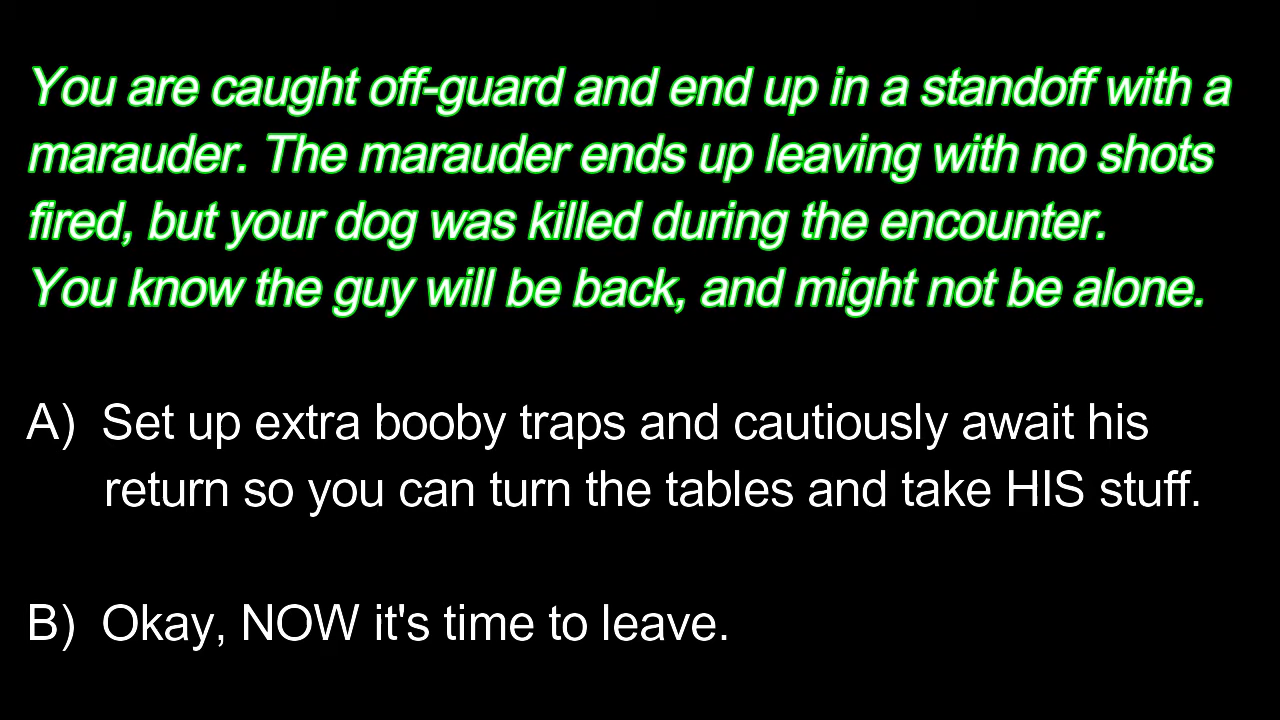 You are caught off-guard and end up in a standoff with a
marauder. The marauder ends up leaving with no shots
fired, but your dog was killed during the encounter.
You know the guy will be back, and might not be alone.
A) Set up extra booby traps and cautiously await his
return so you can turn the tables and take HIS stuff.
B) Okay, NOW it's time to leave.